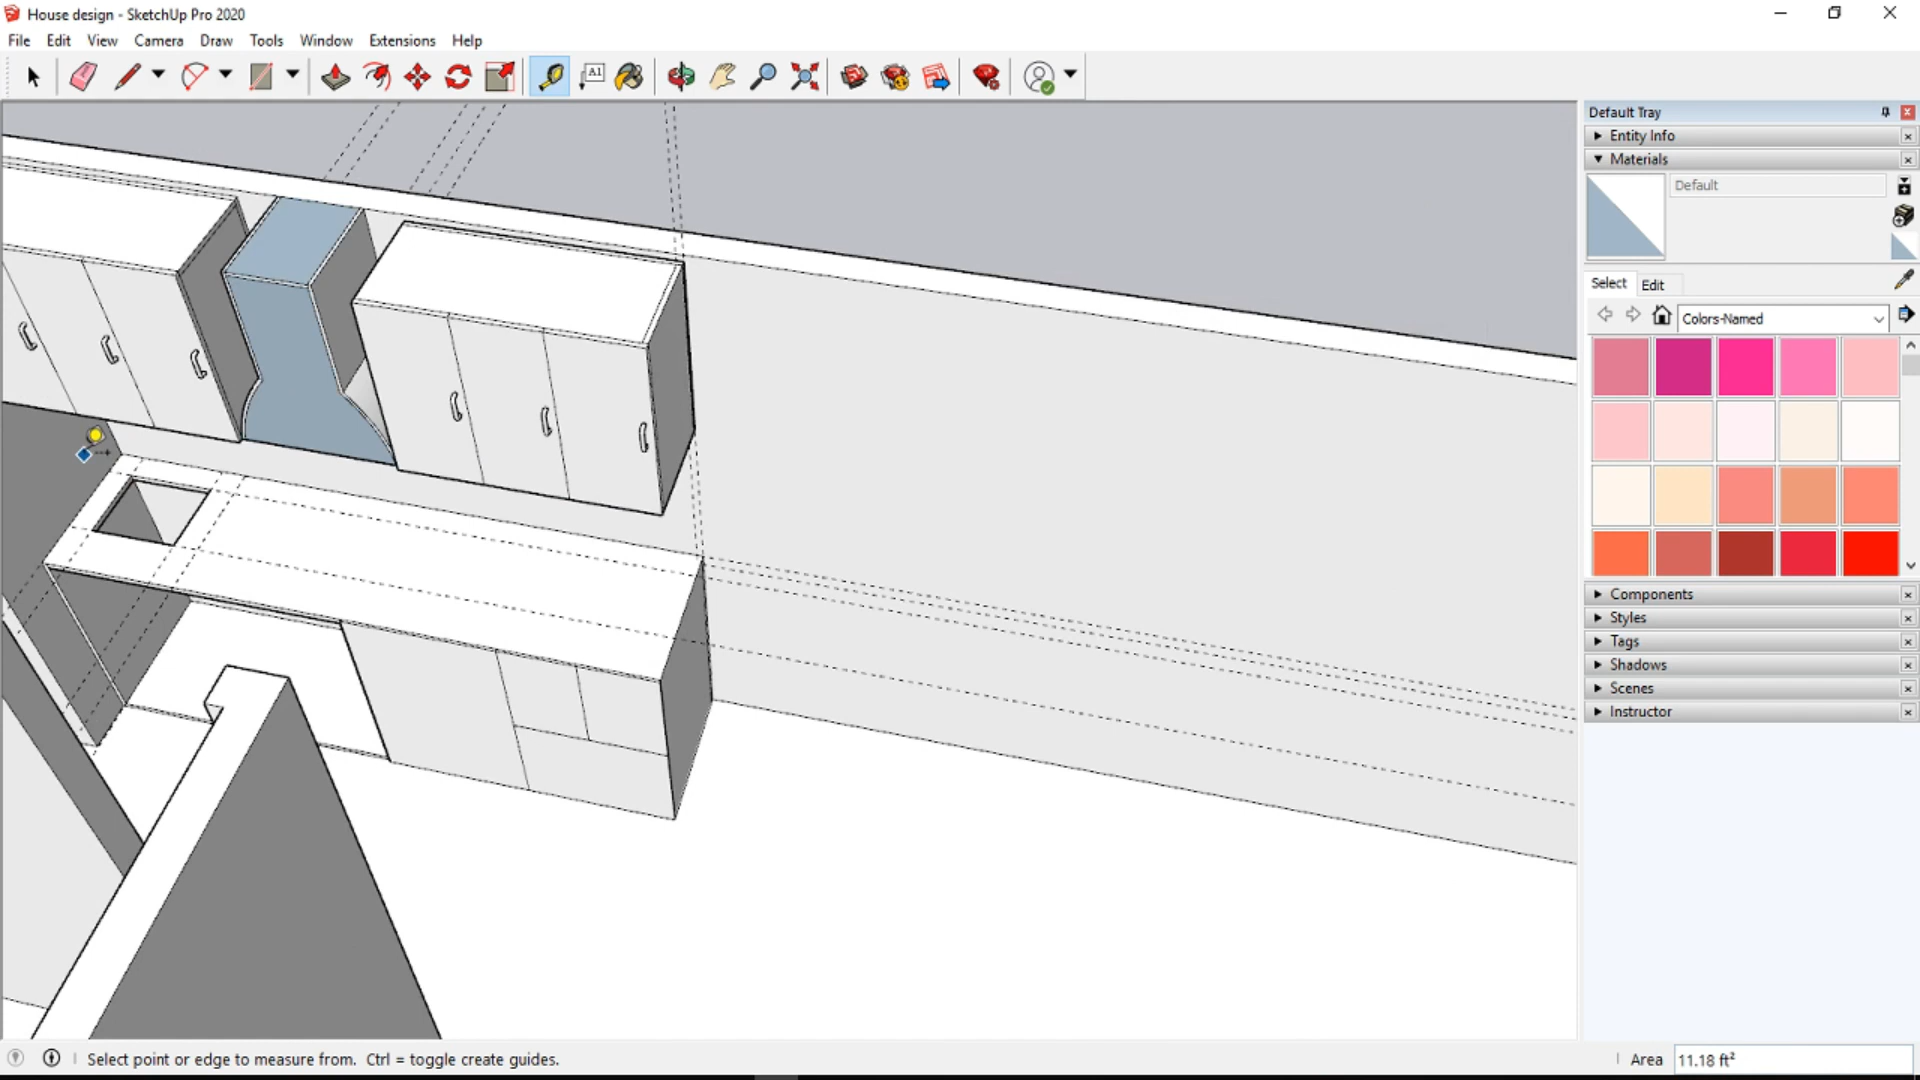 House design - SketchUp Pro 2020
File Edit View Camera Draw Tools Window Extensions Help
A1
Default Tray
Entity Info
Materials
Default
Select Edit
Colors-Named
Components
Styles
Tags
Shadows
Scenes
Instructor
Select point or edge to measure from. Ctrl = toggle create guides.
Area 11.18 ft²